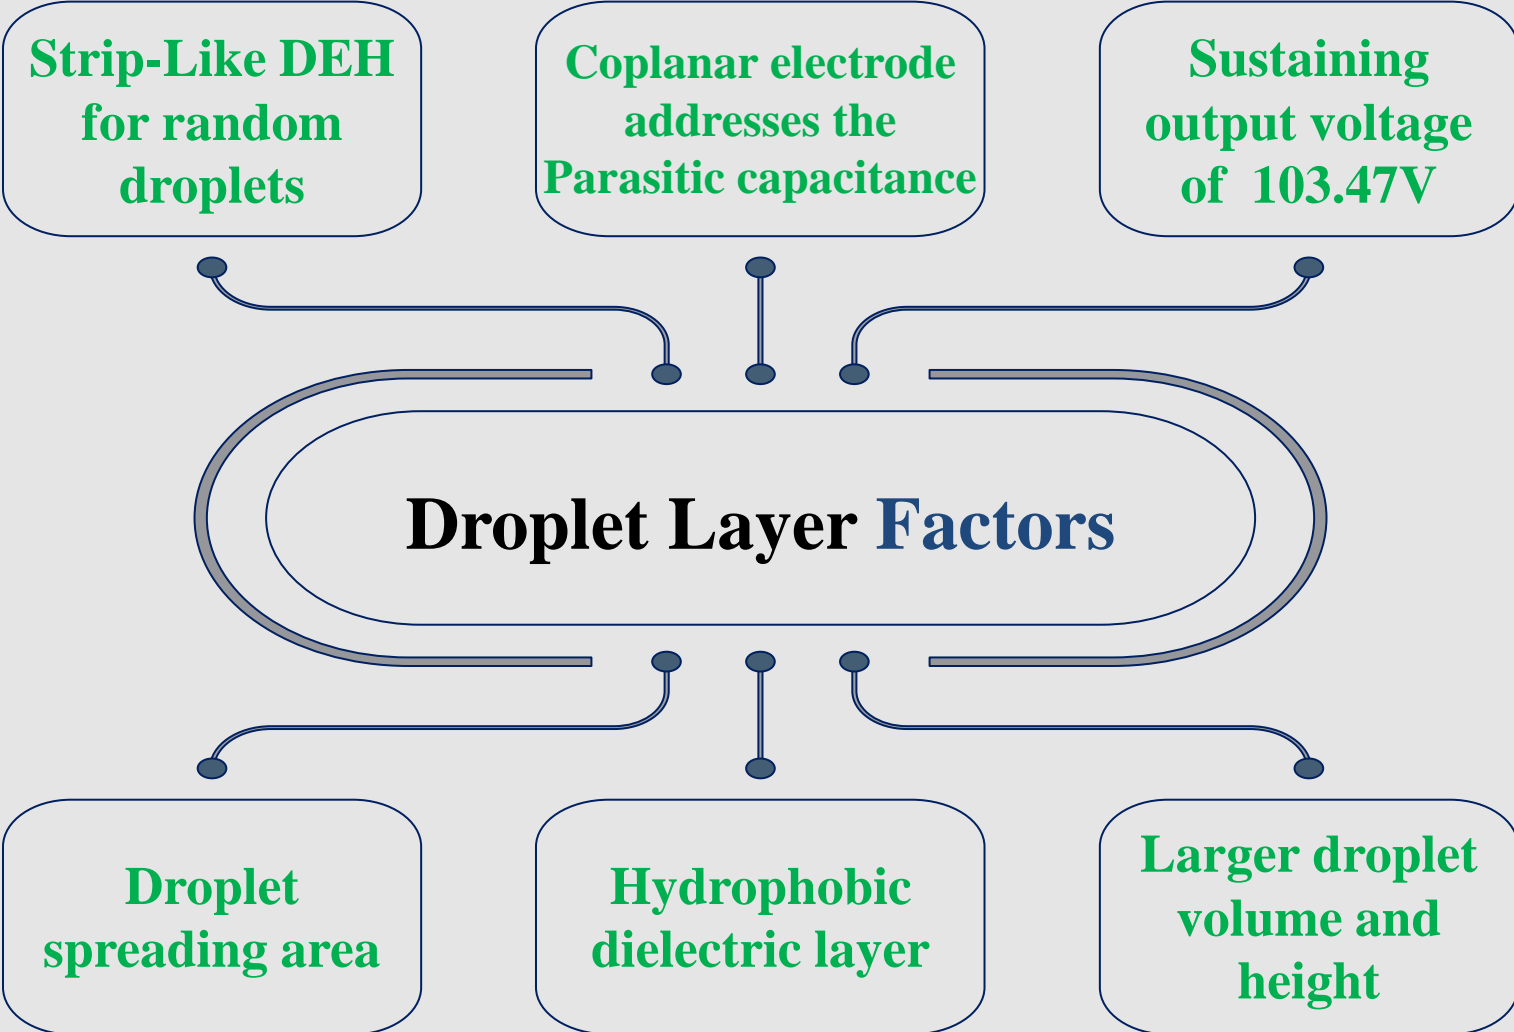 Strip-Like DEH
for random
droplets
Coplanar electrode
addresses the
Parasitic capacitance
Sustaining
output voltage
of 103.47V
Droplet Layer Factors
Droplet
spreading area
Hydrophobic
dielectric layer
Larger droplet
volume and
height